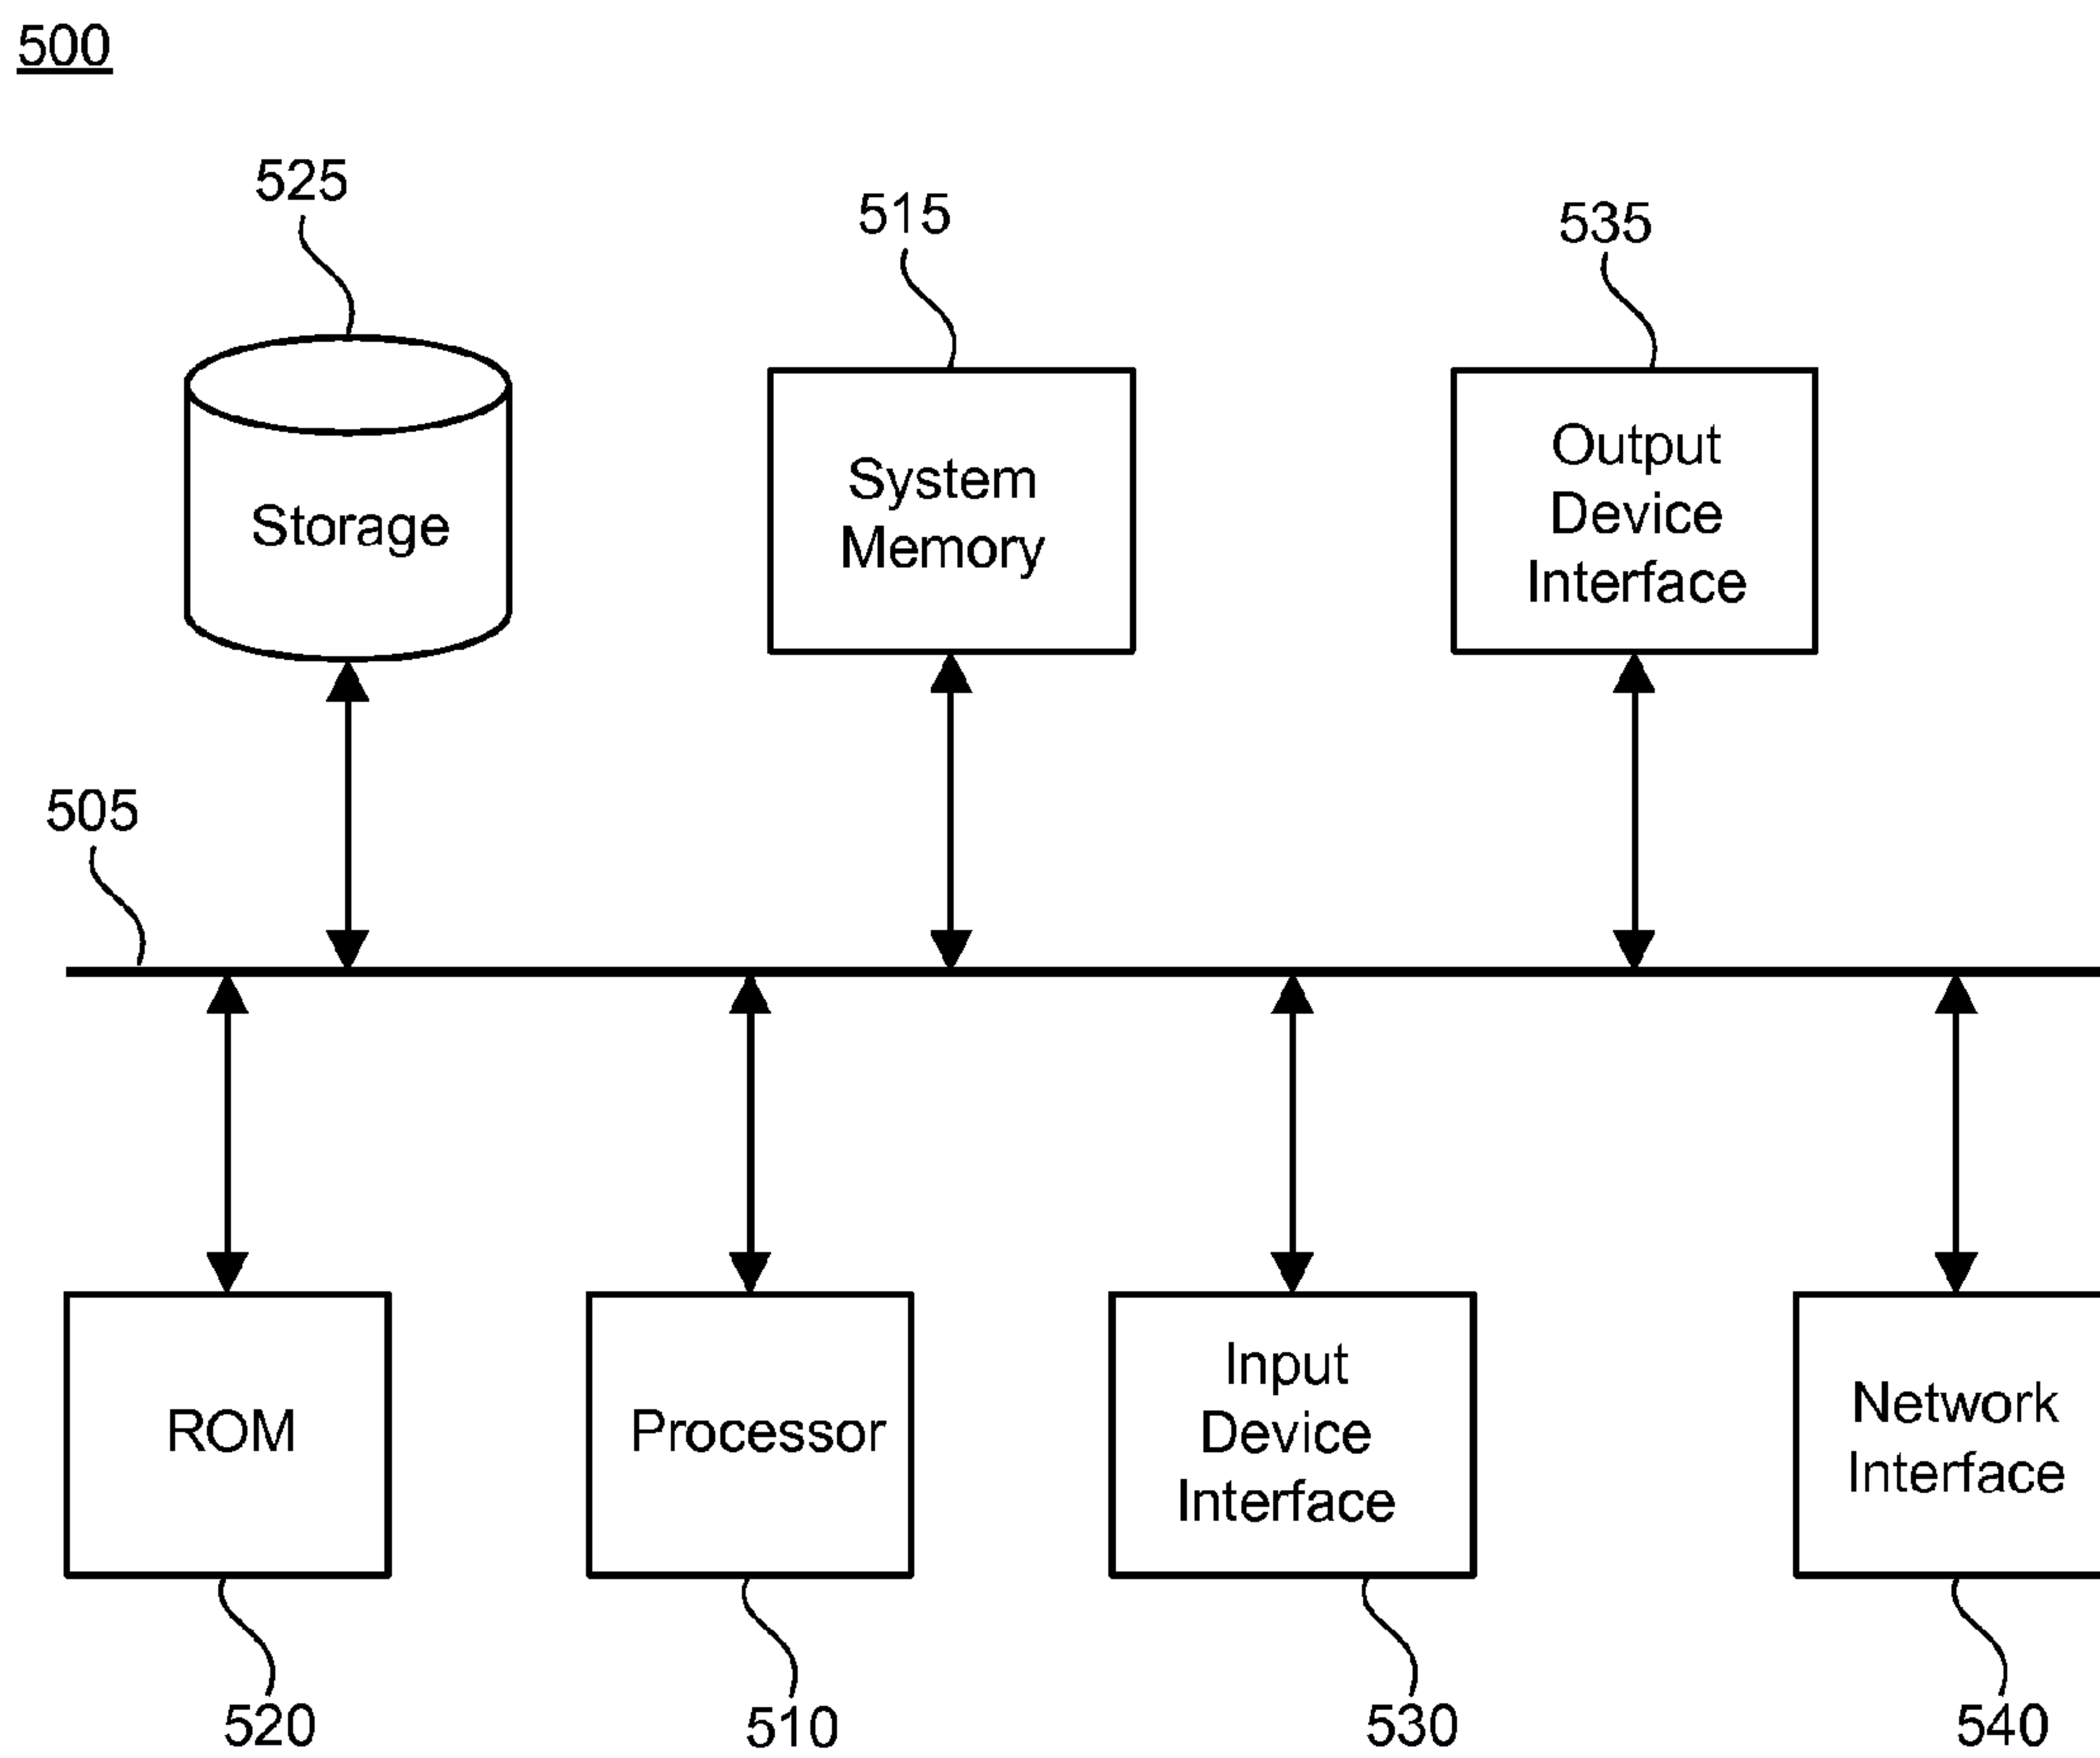 500
525
515
535
Storage
System
Memory
Output
Device
Interface
505
ROM
Processor
Input
Device
Interface
Network
Interface
520
510
530
540